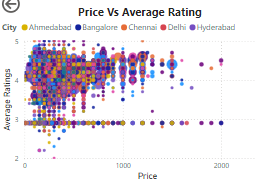 Price Vs Average Rating
City Ahmedabad Bangalore Chennai Delhi Hyderabad
5
4
3
2
Average Ratings
0 1000 2000
Price